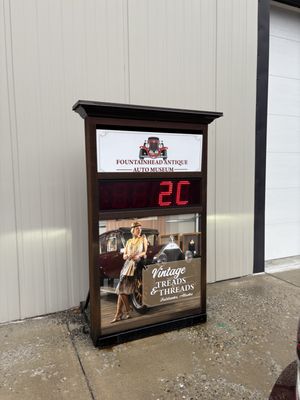 FOUNTAINHEAD ANTIQUE
AUTO MUSEUM
2C
Vintage
TREADS
& THREADS
Fairbanks, Alaska